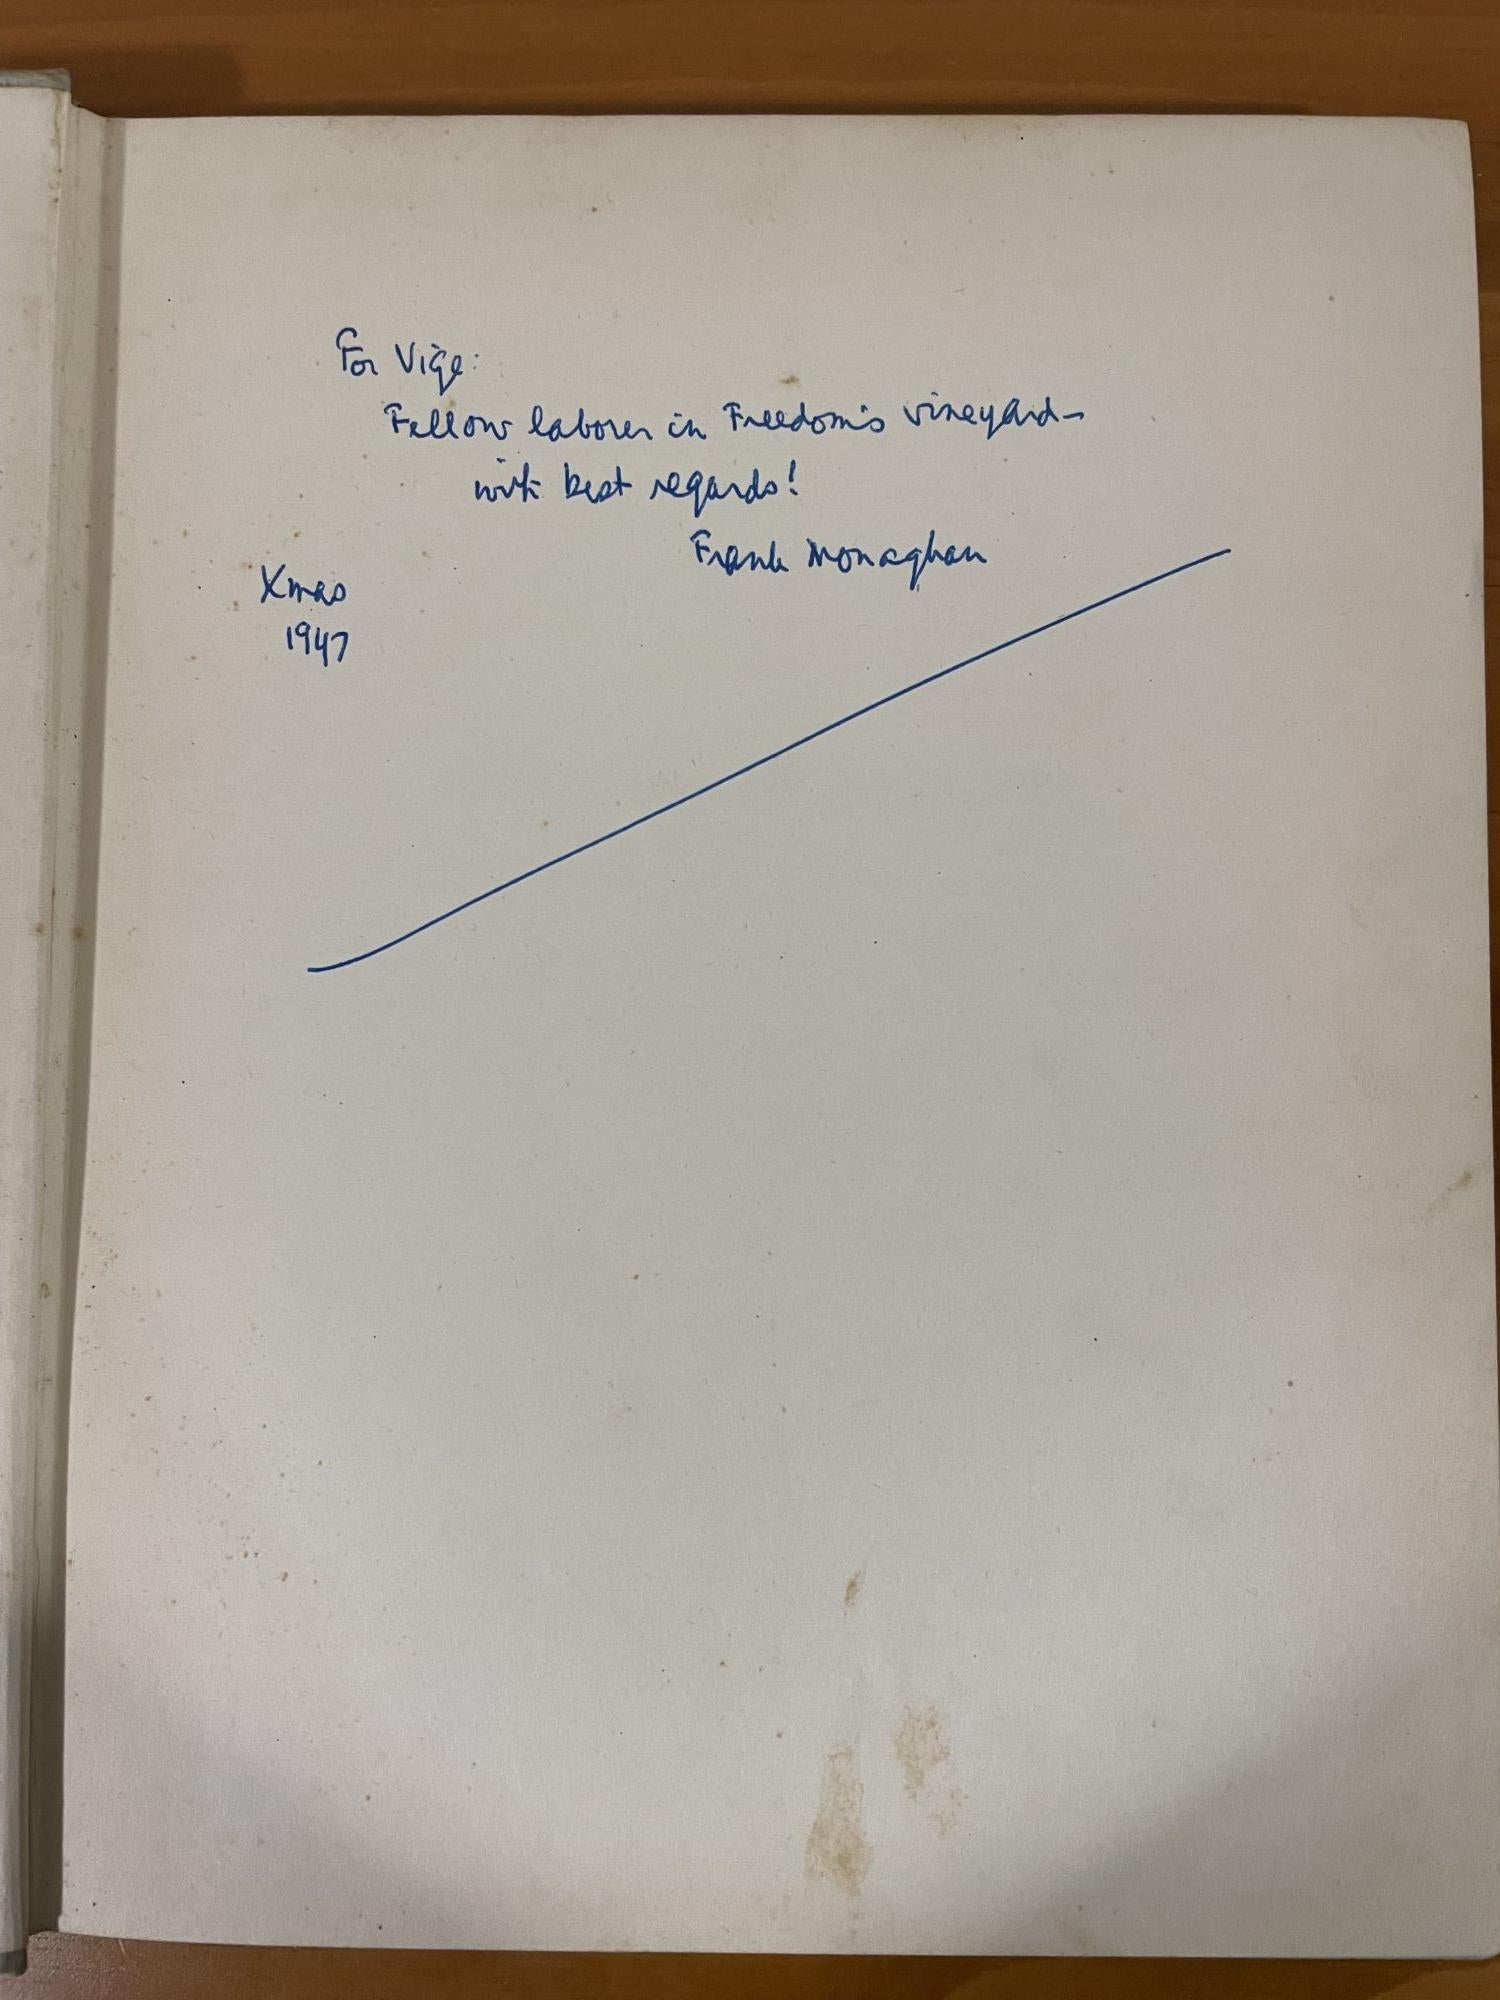 For Vige:
Fellow laborer in Freedom's vineyard—
with best regards!
Frank Monaghan
Xmas
1947